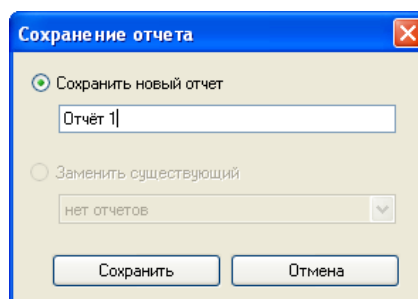 Сохранение отчета
Сохранить новый отчет
Отчёт 1
Заменить существующий
нет отчетов
Сохранить Отмена